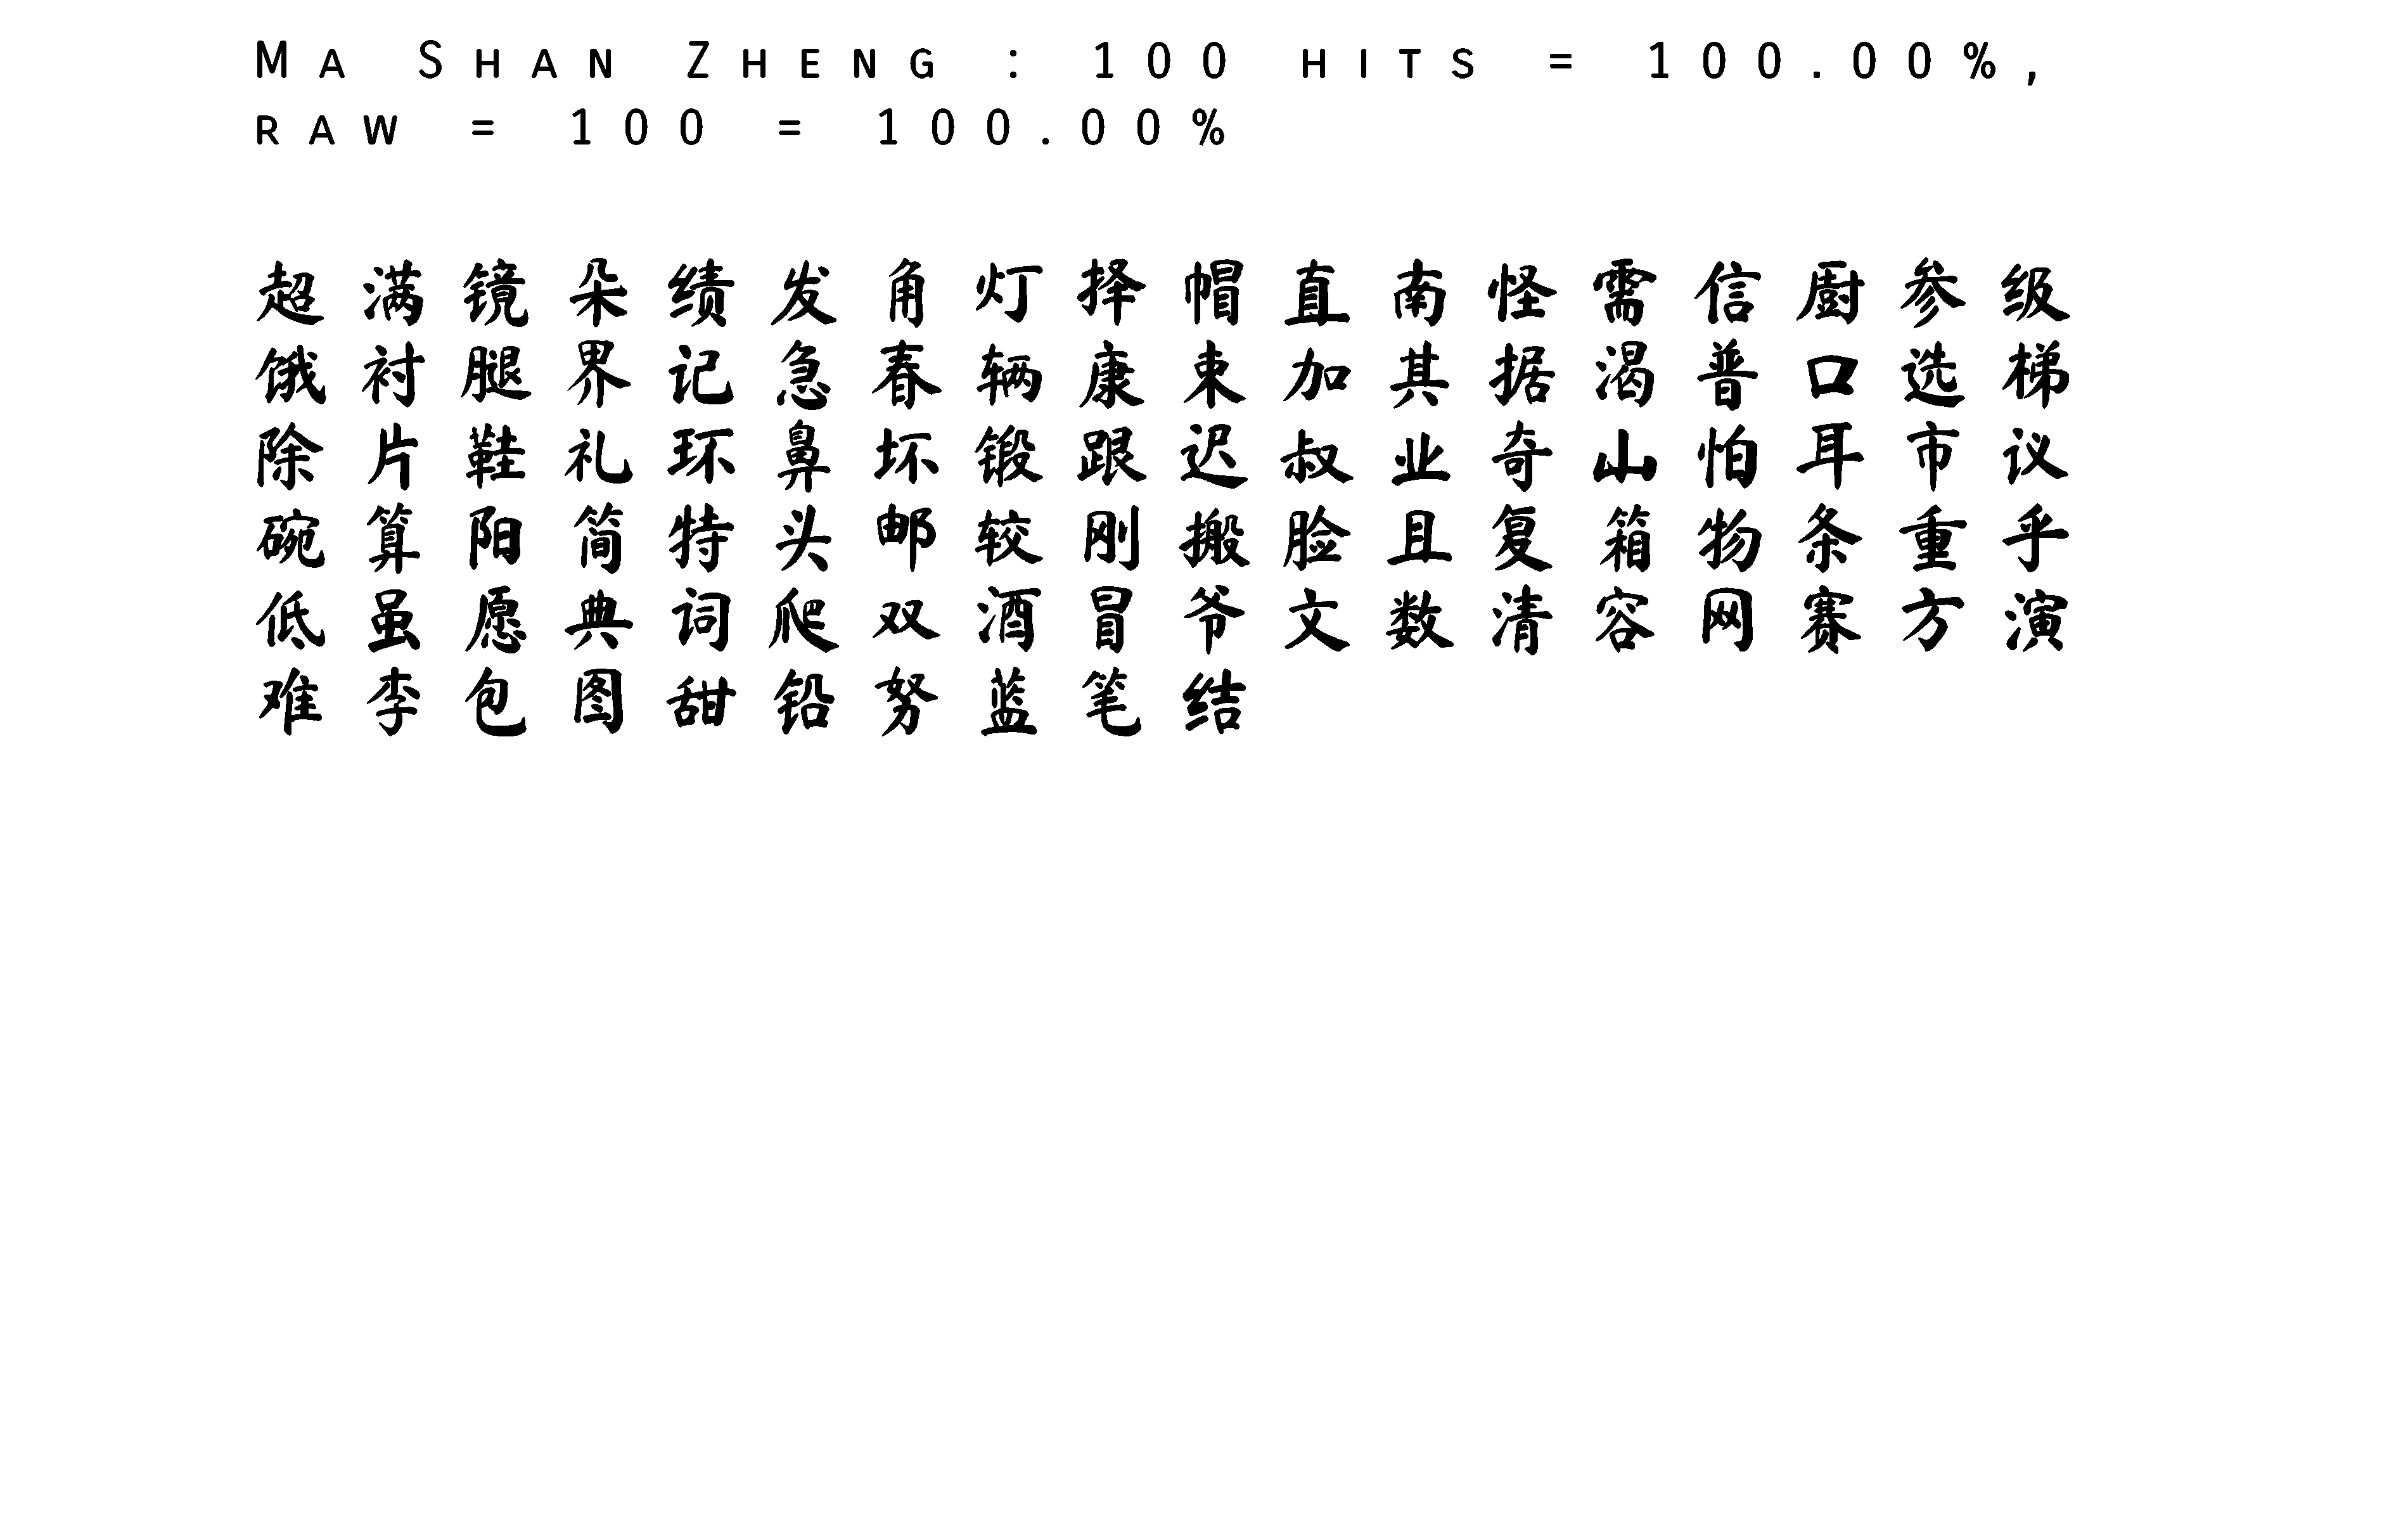 Ma Shan Zheng : 100 hits = 100.00%,
raw = 100 = 100.00%
超满镜朵绩发角灯择帽直南怪需信厨参级
饿衬腿界记急春辆康束加其据渴普口选梯
除片鞋礼环鼻坏锻跟迟叔业奇山怕耳市议
碗算阳简特头邮较刚搬脸且复箱物条重乎
低虽愿典词爬双酒冒爷文数清容网赛方演
难李包图甜铅努蓝笔结